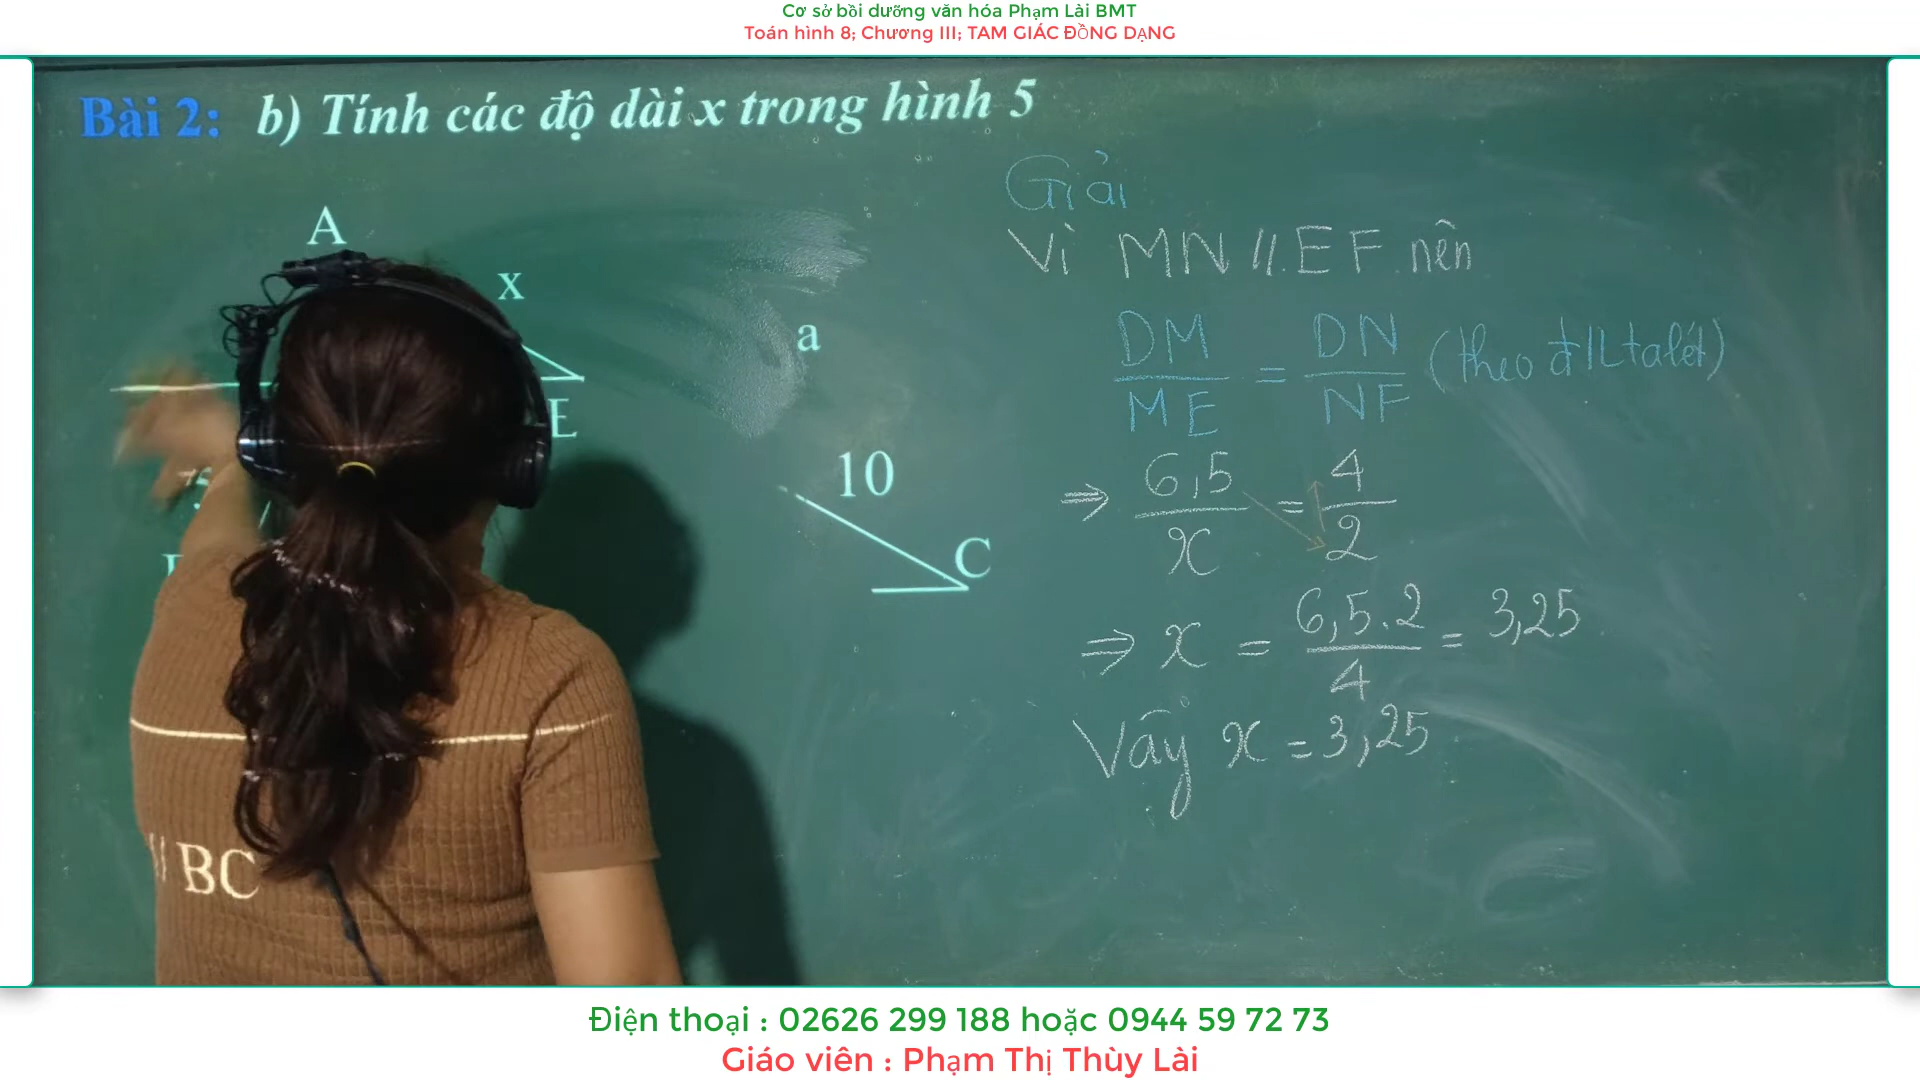 Cơ sở bồi dưỡng văn hóa Phạm Lài BMT
Toán hình 8; Chương III; TAM GIÁC ĐỒNG DẠNG
Bài 2: b) Tính các độ dài x trong hình 5
A
x
a
E
5
10
C
// BC
Giải
Vì MN // EF nên
DM/ME = DN/NF (theo đ/L talét)
⇒ 6,5/x = 4/2
⇒ x = 6,5.2/4 = 3,25
Vậy x = 3,25
Điện thoại : 02626 299 188 hoặc 0944 59 72 73
Giáo viên : Phạm Thị Thùy Lài